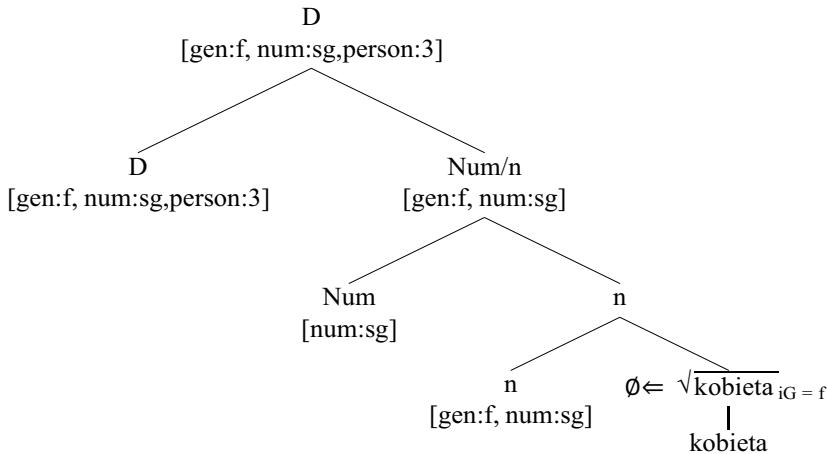 D
[gen:f, num:sg,person:3]
D Num/n
[gen:f, num:sg,person:3] [gen:f, num:sg]
Num n
[num:sg]
n ∅⇐ √kobieta iG = f
[gen:f, num:sg]
kobieta